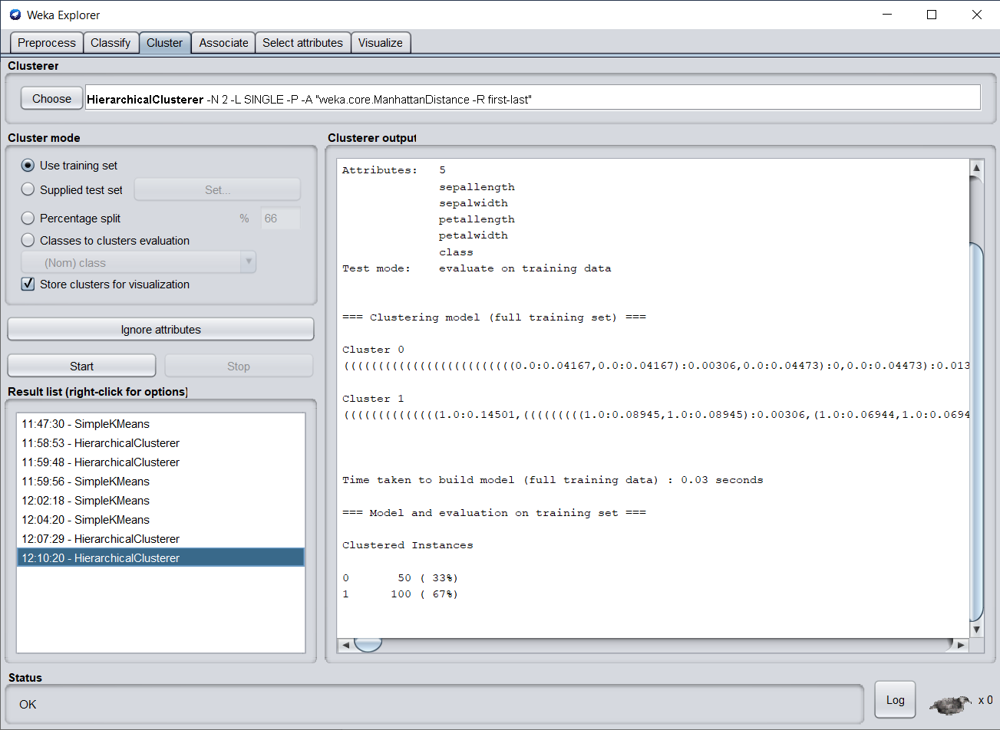 Weka Explorer
Preprocess Classify Cluster Associate Select attributes Visualize
Clusterer
Choose HierarchicalClusterer -N 2 -L SINGLE -P -A "weka.core.ManhattanDistance -R first-last"
Cluster mode
Use training set
Supplied test set Set...
Percentage split % 66
Classes to clusters evaluation
(Nom) class
Store clusters for visualization
Ignore attributes
Start Stop
Result list (right-click for options)
11:47:30 - SimpleKMeans
11:58:53 - HierarchicalClusterer
11:59:48 - HierarchicalClusterer
11:59:56 - SimpleKMeans
12:02:18 - SimpleKMeans
12:04:20 - SimpleKMeans
12:07:29 - HierarchicalClusterer
12:10:20 - HierarchicalClusterer
Clusterer output
Attributes: 5
sepallength
sepalwidth
petallength
petalwidth
class
Test mode: evaluate on training data
=== Clustering model (full training set) ===
Cluster 0
(((((((((((((((((((((((((0.0:0.04167,0.0:0.04167):0.00306,0.0:0.04473):0,0.0:0.04473):0.013
Cluster 1
((((((((((((((1.0:0.14501,(((((((((1.0:0.08945,1.0:0.08945):0.00306,(1.0:0.06944,1.0:0.0694
Time taken to build model (full training data) : 0.03 seconds
=== Model and evaluation on training set ===
Clustered Instances
0 50 ( 33%)
1 100 ( 67%)
Status
OK
Log x 0